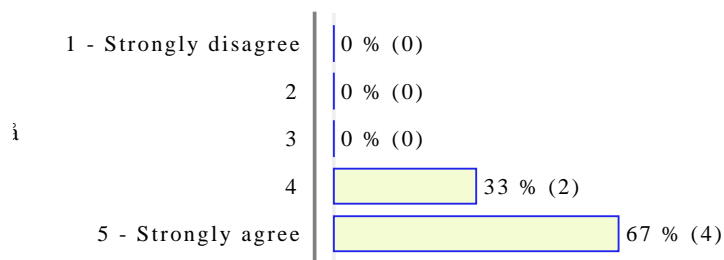 1 - Strongly disagree 0 % (0)
2 0 % (0)
3 0 % (0)
å
4 33 % (2)
5 - Strongly agree 67 % (4)